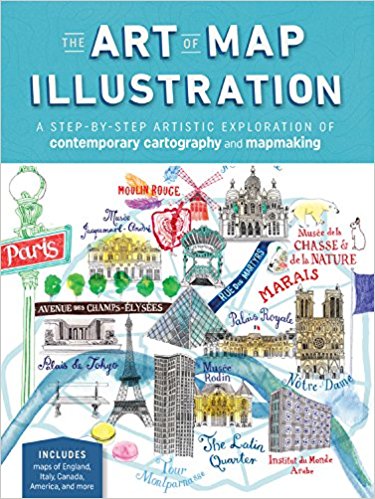 THE ART OF MAP
ILLUSTRATION
A STEP-BY-STEP ARTISTIC EXPLORATION OF
contemporary cartography and mapmaking
MOULIN ROUGE
Musée
Jacquemart-André
Musée de la
CHASSE &
de la NATURE
Paris
RUE DES MARTYRS
MARAIS
AVENUE DES CHAMPS-ÉLYSÉES
Palais Royale
Palais de Tokyo
Musée
Rodin
NOTRE-DAME
INCLUDES
maps of England,
Italy, Canada,
America, and more
Tour
Montparnasse
The Latin
Quarter
Institut du Monde
Arabe